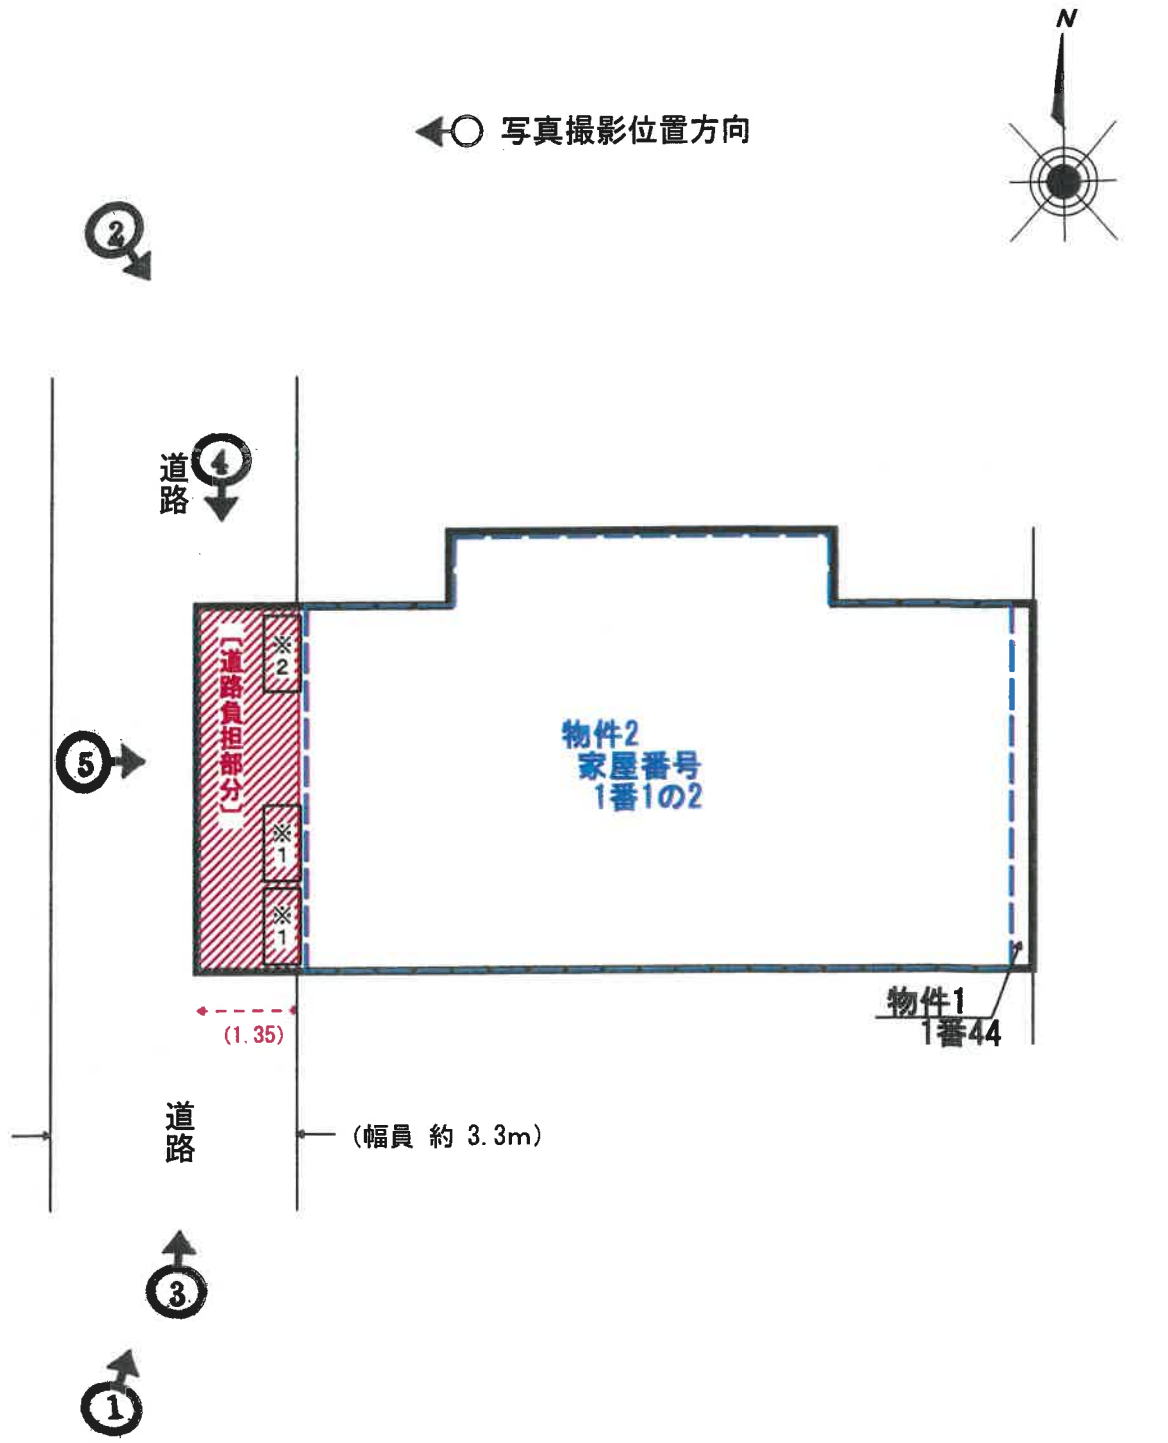 N
写真撮影位置方向
2
道路
4
[道路負担部分]
※2
5
物件2
家屋番号
1番1の2
※1
※1
物件1
1番44
(1.35)
道路
(幅員 約 3.3m)
3
1